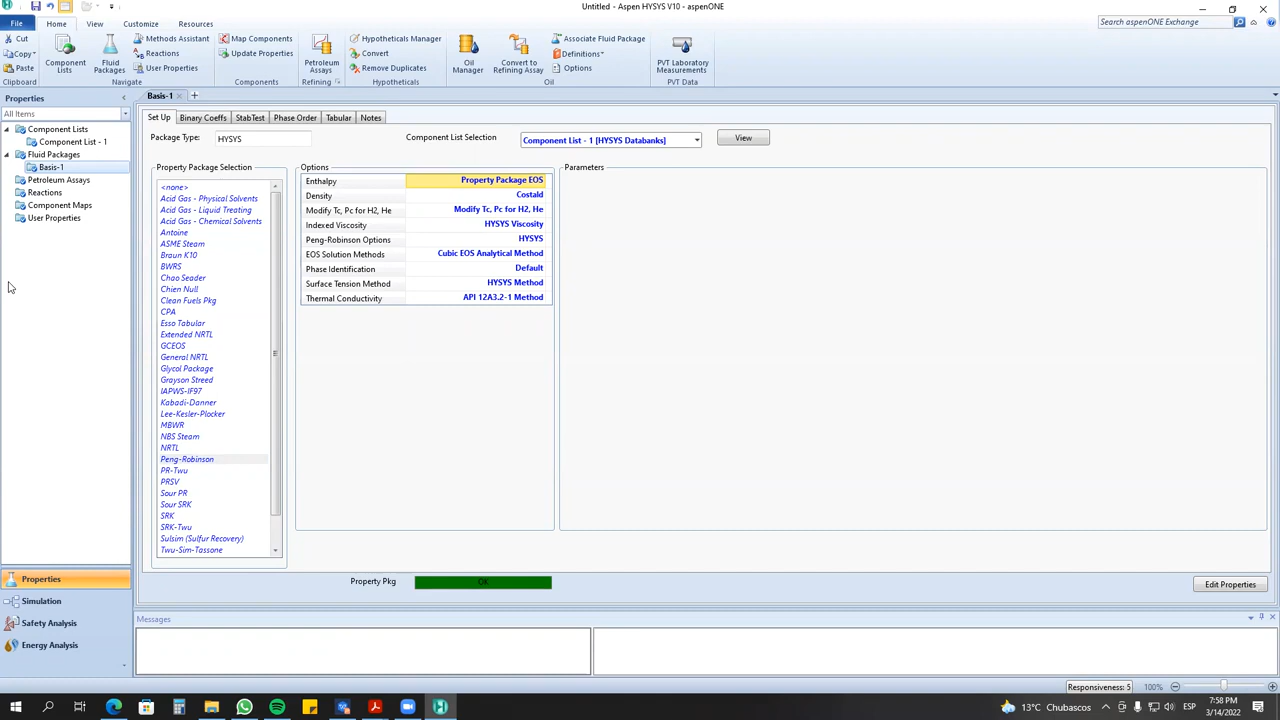 Untitled - Aspen HYSYS V10 - aspenONE
File
Home
View
Customize
Resources
Search aspenONE Exchange
Cut
Copy
Paste
Clipboard
Component Lists
Fluid Packages
Methods Assistant
Reactions
User Properties
Navigate
Map Components
Update Properties
Components
Petroleum Assays
Refining
Hypotheticals Manager
Convert
Remove Duplicates
Hypotheticals
Oil Manager
Convert to Refining Assay
Associate Fluid Package
Definitions
Options
Oil
PVT Laboratory Measurements
PVT Data
Properties
All Items
Component Lists
Component List - 1
Fluid Packages
Basis-1
Petroleum Assays
Reactions
Component Maps
User Properties
Properties
Simulation
Safety Analysis
Energy Analysis
Basis-1
Set Up
Binary Coeffs
StabTest
Phase Order
Tabular
Notes
Package Type:
HYSYS
Component List Selection
Component List - 1 [HYSYS Databanks]
View
Property Package Selection
<none>
Acid Gas - Physical Solvents
Acid Gas - Liquid Treating
Acid Gas - Chemical Solvents
Antoine
ASME Steam
Braun K10
BWRS
Chao Seader
Chien Null
Clean Fuels Pkg
CPA
Esso Tabular
Extended NRTL
GCEOS
General NRTL
Glycol Package
Grayson Streed
IAPWS-IF97
Kabadi-Danner
Lee-Kesler-Plocker
MBWR
NBS Steam
NRTL
Peng-Robinson
PR-Twu
PRSV
Sour PR
Sour SRK
SRK
SRK-Twu
Sulsim (Sulfur Recovery)
Twu-Sim-Tassone
Options
Enthalpy Property Package EOS
Density Costald
Modify Tc, Pc for H2, He Modify Tc, Pc for H2, He
Indexed Viscosity HYSYS Viscosity
Peng-Robinson Options HYSYS
EOS Solution Methods Cubic EOS Analytical Method
Phase Identification Default
Surface Tension Method HYSYS Method
Thermal Conductivity API 12A3.2-1 Method
Parameters
Property Pkg
OK
Edit Properties
Messages
Responsiveness: 5
100%
13°C Chubascos
ESP
7:58 PM
3/14/2022